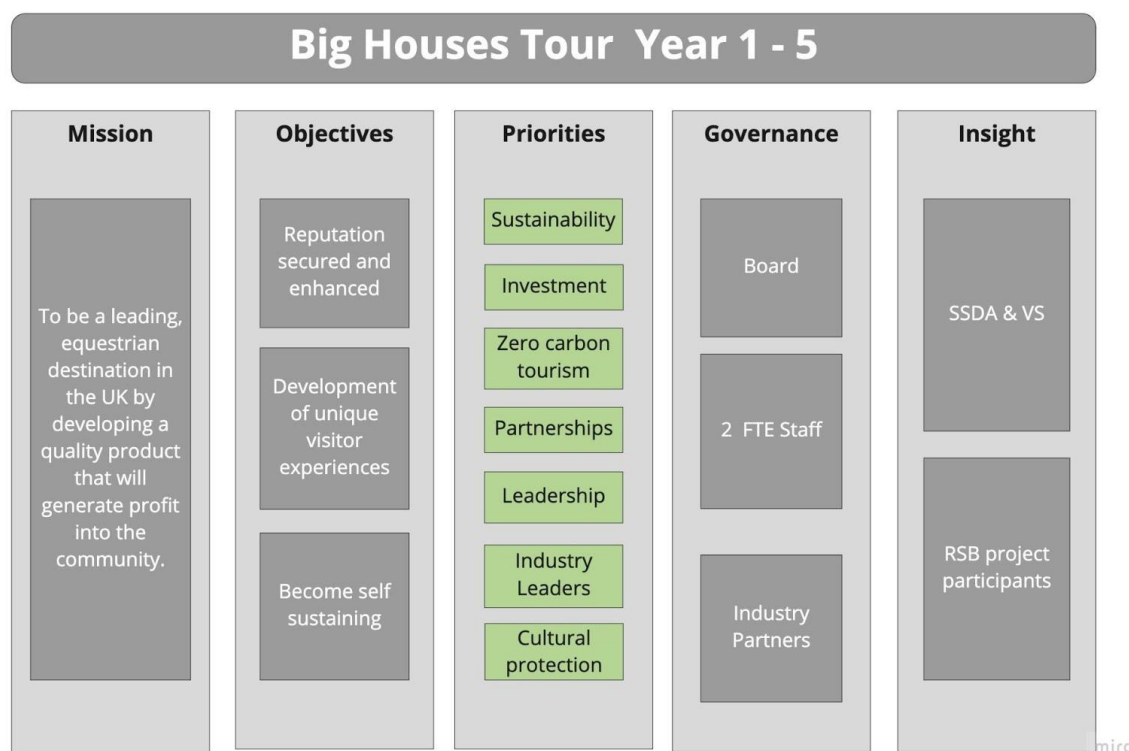 Big Houses Tour Year 1 - 5
Mission
To be a leading,
equestrian
destination in
the UK by
developing a
quality product
that will
generate profit
into the
community.
Objectives
Reputation
secured and
enhanced
Development
of unique
visitor
experiences
Become self
sustaining
Priorities
Sustainability
Investment
Zero carbon
tourism
Partnerships
Leadership
Industry
Leaders
Cultural
protection
Governance
Board
2 FTE Staff
Industry
Partners
Insight
SSDA & VS
RSB project
participants